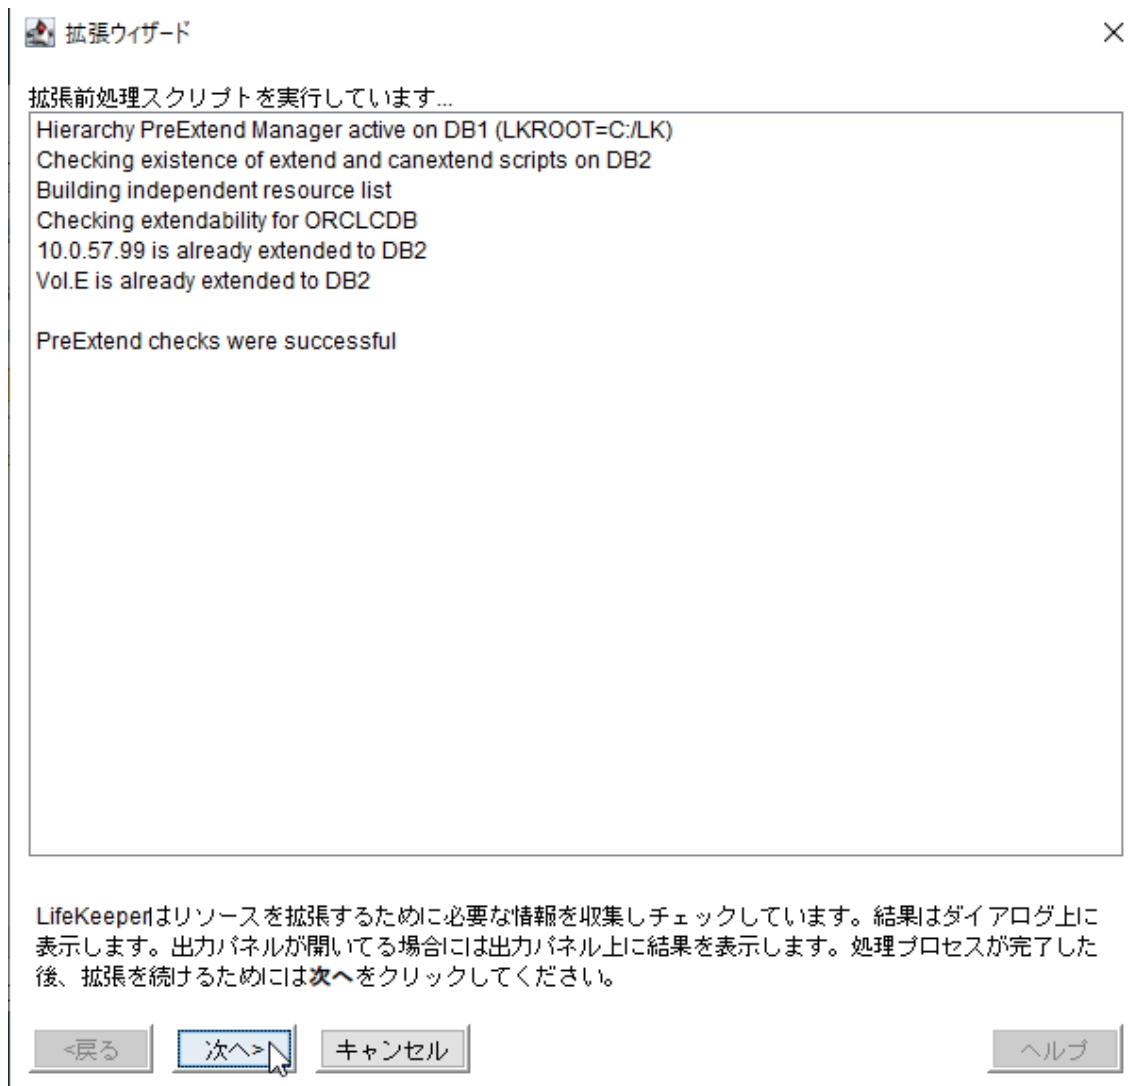 拡張ウィザード
拡張前処理スクリプトを実行しています...
Hierarchy PreExtend Manager active on DB1 (LKROOT=C:/LK)
Checking existence of extend and canextend scripts on DB2
Building independent resource list
Checking extendability for ORCLCDB
10.0.57.99 is already extended to DB2
Vol.E is already extended to DB2
PreExtend checks were successful
LifeKeeperはリソースを拡張するために必要な情報を収集しチェックしています。結果はダイアログ上に
表示します。出力パネルが開いてる場合には出力パネル上に結果を表示します。処理プロセスが完了した
後、拡張を続けるためには次へをクリックしてください。
<戻る 次へ> キャンセル ヘルプ